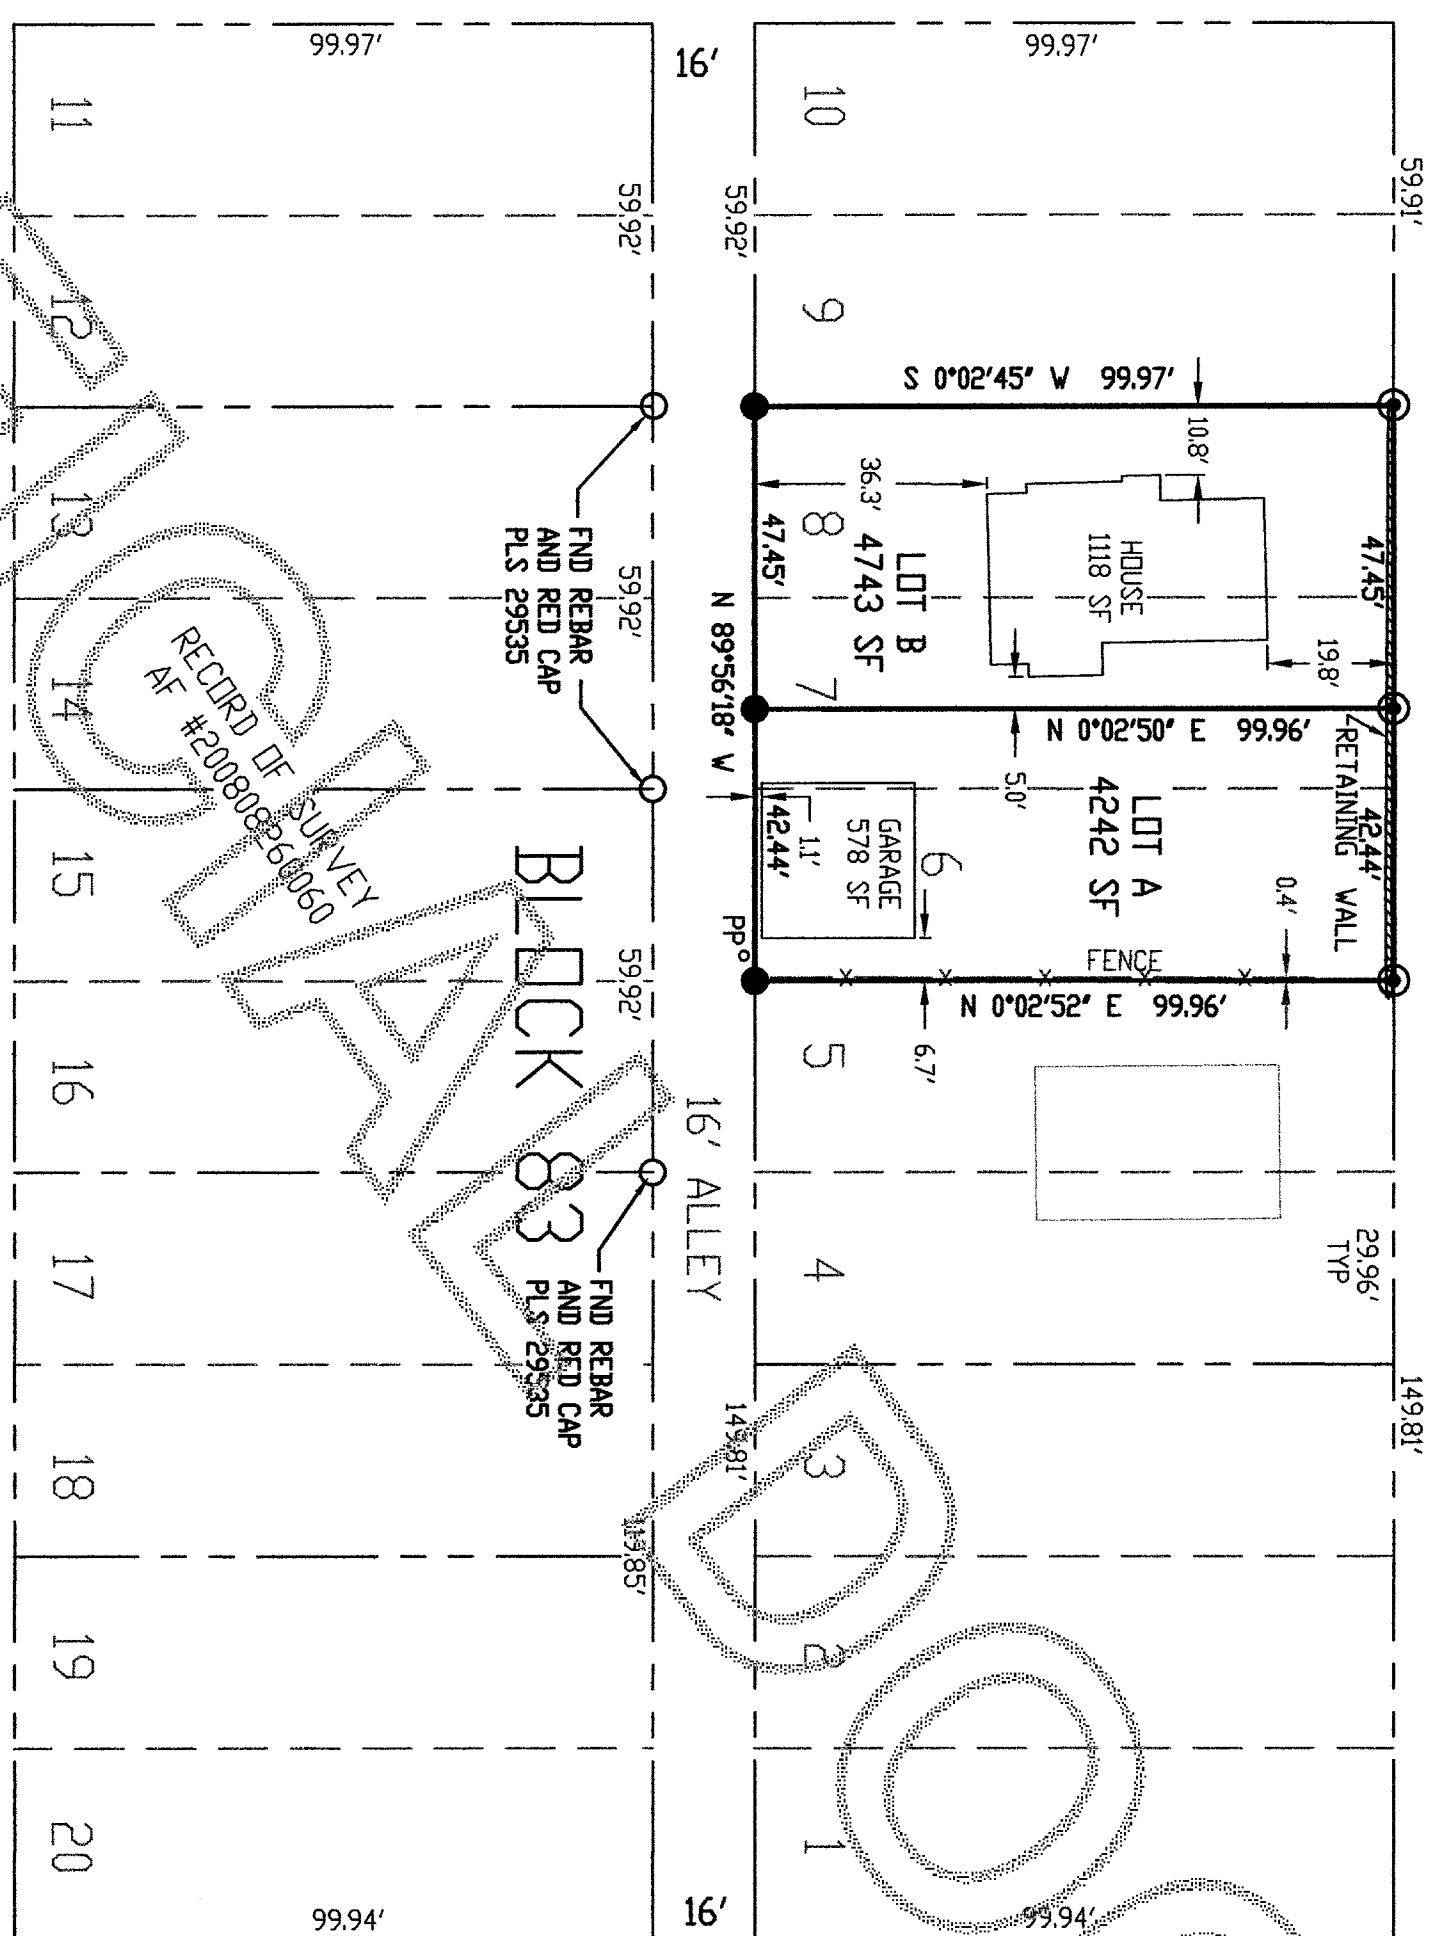 99.97'
16'
99.97'
11
10
59.92'
59.92'
59.91'
12
9
S 0°02'45" W 99.97'
10.8'
36.3'
13
8
47.45'
47.45'
LOT B
4743 SF
HOUSE
1118 SF
FND REBAR
AND RED CAP
PLS 29535
59.92'
N 89°56'18" W
19.8'
14
7
N 0°02'50" E 99.96'
RETAINING WALL
5.0'
RECORD OF SURVEY
AF #200808260060
LOT A
4242 SF
42.44'
42.44'
1.1'
GARAGE
578 SF
15
6
0.4'
PP
FENCE
59.92'
N 0°02'52" E 99.96'
BLOCK 83
16
5
6.7'
16' ALLEY
17
4
29.96'
TYP
FND REBAR
AND RED CAP
PLS 29535
149.81'
149.81'
18
3
119.85'
19
2
20
1
99.94'
16'
99.94'